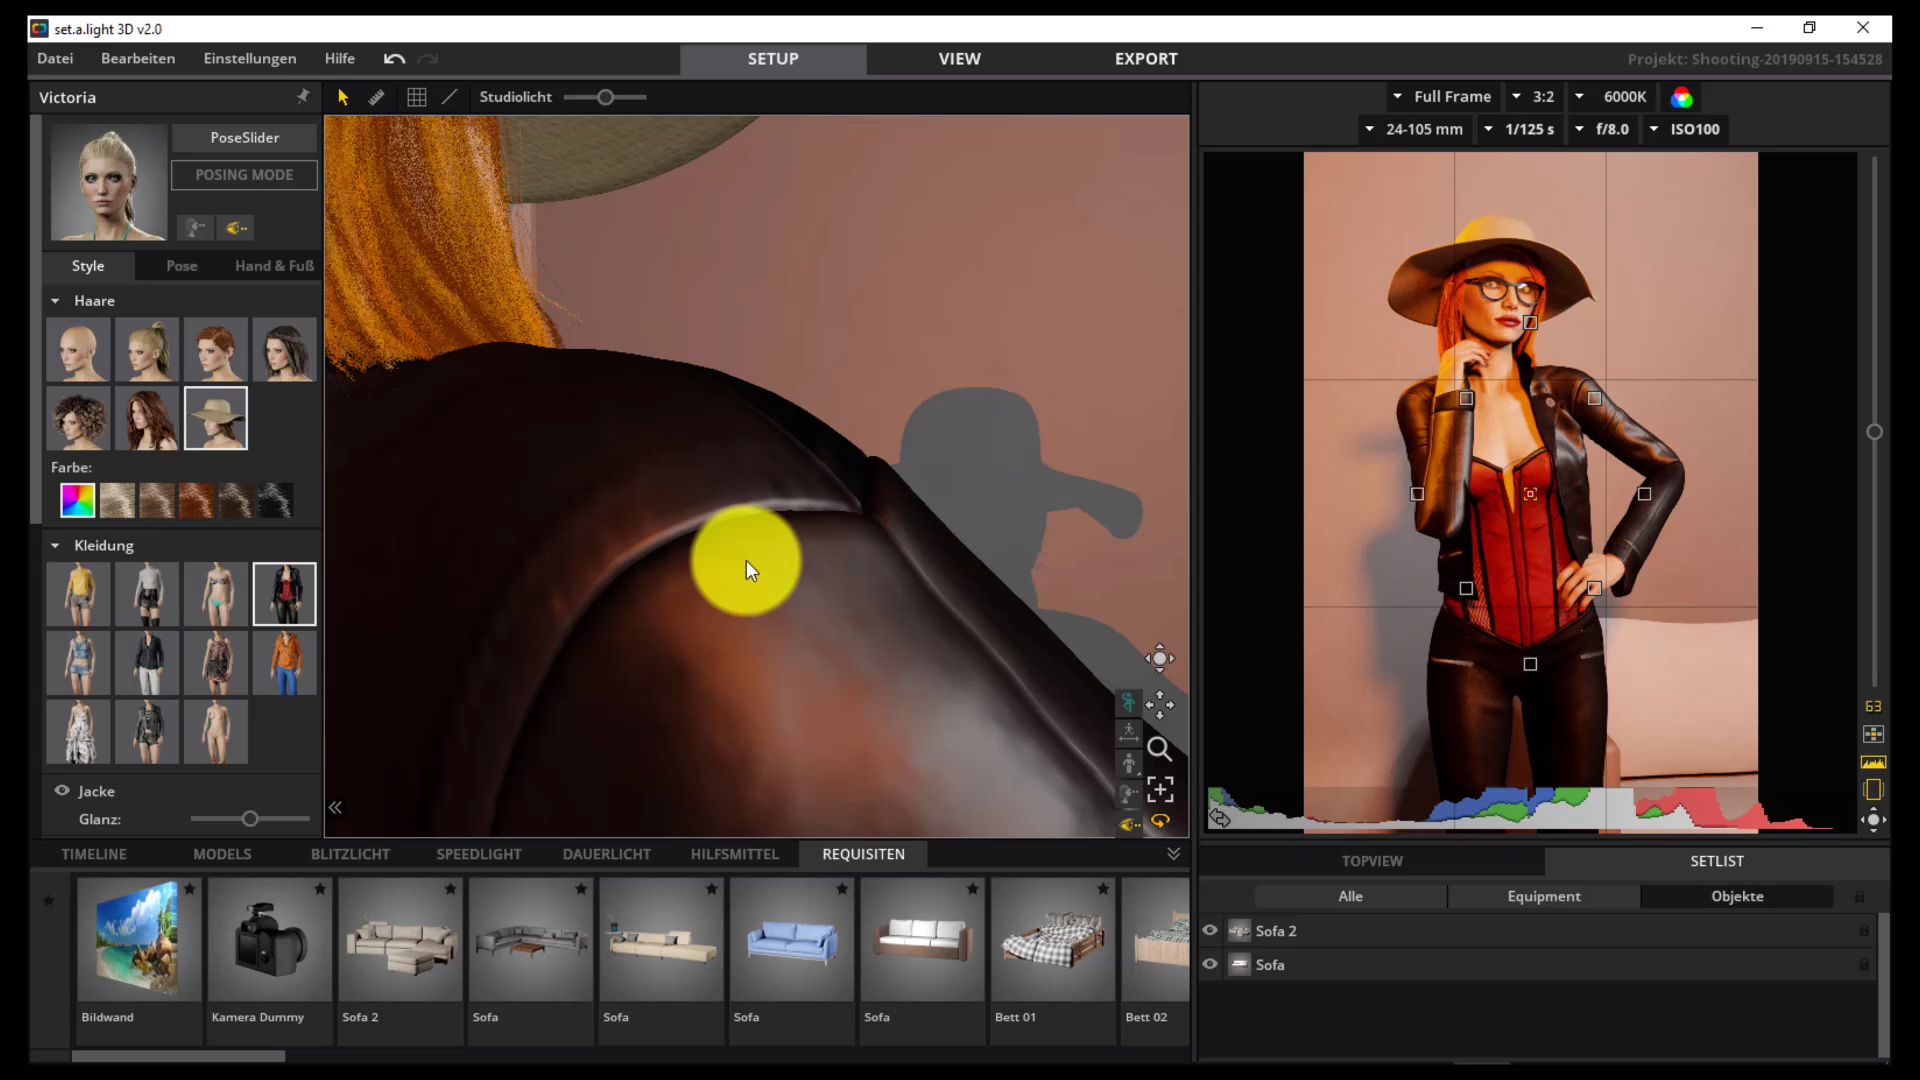 set.a.light 3D v2.0
Datei Bearbeiten Einstellungen Hilfe SETUP VIEW EXPORT Projekt: Shooting-20190915-154528
Victoria Studiolicht Full Frame 3:2 6000K
24-105 mm 1/125 s f/8.0 ISO100
PoseSlider
POSING MODE
Style Pose Hand & Fuß
Haare
Farbe:
Kleidung
63
Jacke
Glanz:
TIMELINE MODELS BLITZLICHT SPEEDLIGHT DAUERLICHT HILFSMITTEL REQUISITEN
TOPVIEW SETLIST
Alle Equipment Objekte
Sofa 2
Sofa
Bildwand Kamera Dummy Sofa 2 Sofa Sofa Sofa Sofa Bett 01 Bett 02